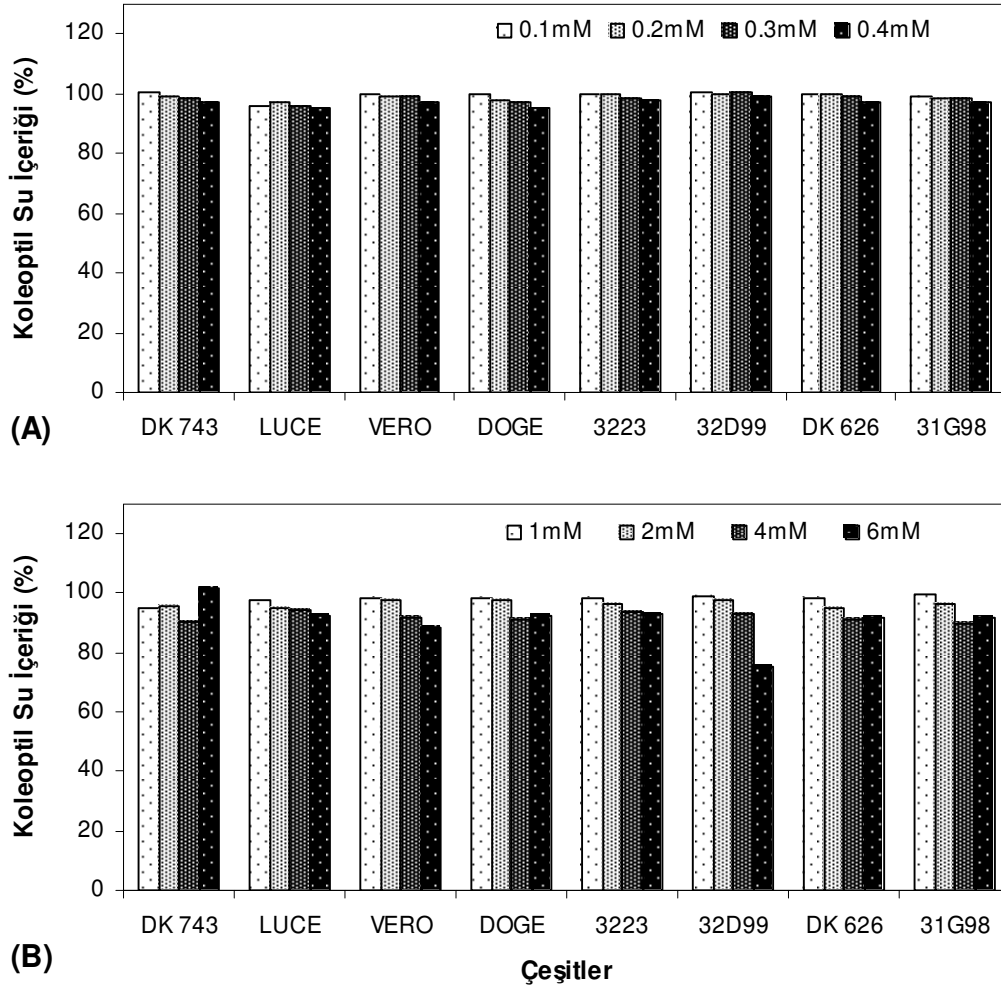 120
100
80
60
40
20
0
Koleoptil Su İçeriği (%)
0.1mM 0.2mM 0.3mM 0.4mM
(A)
DK 743 LUCE VERO DOGE 3223 32D99 DK 626 31G98
120
100
80
60
40
20
0
Koleoptil Su İçeriği (%)
1mM 2mM 4mM 6mM
DK 743 LUCE VERO DOGE 3223 32D99 DK 626 31G98
(B)
Çeşitler